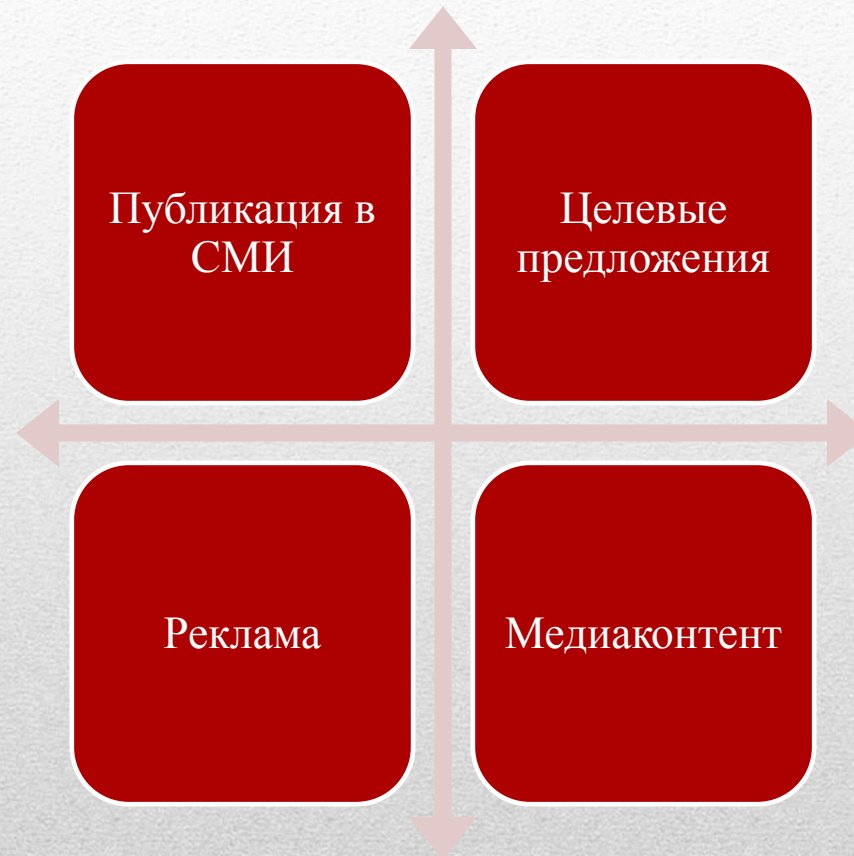 Публикация в
СМИ
Целевые
предложения
Реклама
Медиаконтент